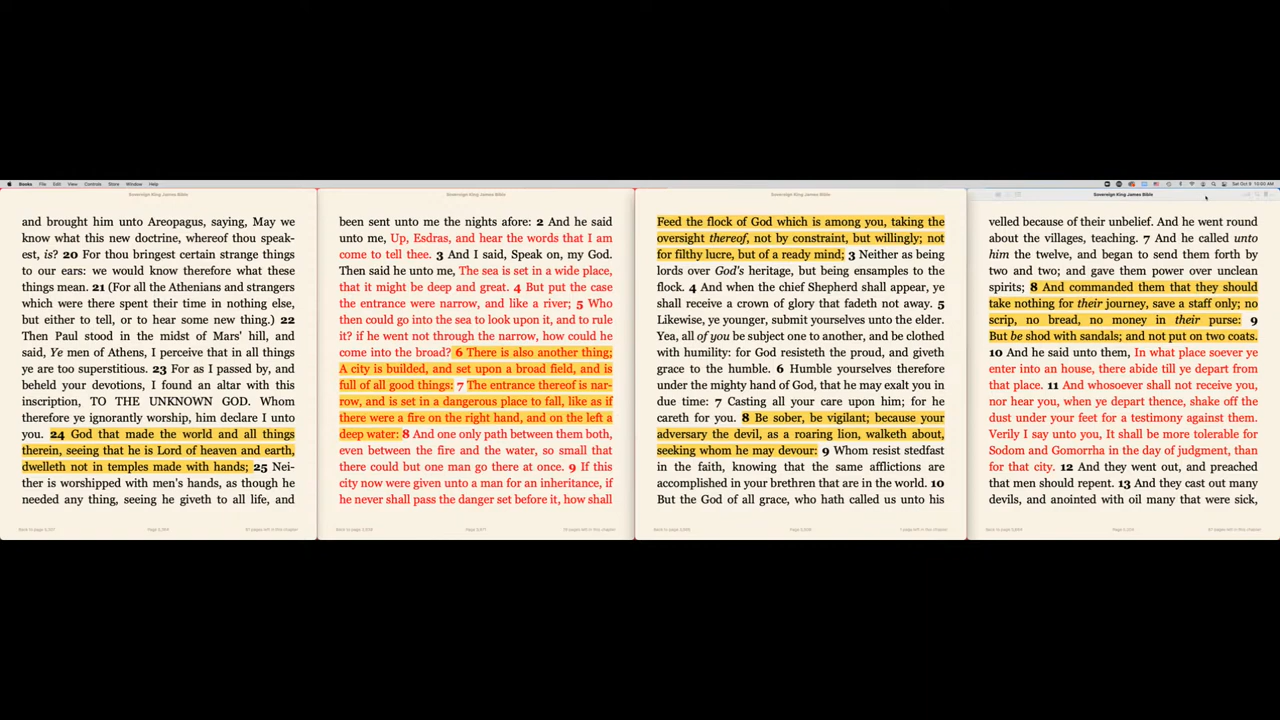 Books File Edit View Controls Store Window Help
Sat Oct 9 10:00 AM
Sovereign King James Bible
and brought him unto Areopagus, saying, May we
know what this new doctrine, whereof thou speak-
est, is? 20 For thou bringest certain strange things
to our ears: we would know therefore what these
things mean. 21 (For all the Athenians and strangers
which were there spent their time in nothing else,
but either to tell, or to hear some new thing.) 22
Then Paul stood in the midst of Mars' hill, and
said, Ye men of Athens, I perceive that in all things
ye are too superstitious. 23 For as I passed by, and
beheld your devotions, I found an altar with this
inscription, TO THE UNKNOWN GOD. Whom
therefore ye ignorantly worship, him declare I unto
you. 24 God that made the world and all things
therein, seeing that he is Lord of heaven and earth,
dwelleth not in temples made with hands; 25 Nei-
ther is worshipped with men's hands, as though he
needed any thing, seeing he giveth to all life, and
Sovereign King James Bible
been sent unto me the nights afore: 2 And he said
unto me, Up, Esdras, and hear the words that I am
come to tell thee. 3 And I said, Speak on, my God.
Then said he unto me, The sea is set in a wide place,
that it might be deep and great. 4 But put the case
the entrance were narrow, and like a river; 5 Who
then could go into the sea to look upon it, and to rule
it? if he went not through the narrow, how could he
come into the broad? 6 There is also another thing;
A city is builded, and set upon a broad field, and is
full of all good things: 7 The entrance thereof is nar-
row, and is set in a dangerous place to fall, like as if
there were a fire on the right hand, and on the left a
deep water: 8 And one only path between them both,
even between the fire and the water, so small that
there could but one man go there at once. 9 If this
city now were given unto a man for an inheritance, if
he never shall pass the danger set before it, how shall
Sovereign King James Bible
Feed the flock of God which is among you, taking the
oversight thereof, not by constraint, but willingly; not
for filthy lucre, but of a ready mind; 3 Neither as being
lords over God's heritage, but being ensamples to the
flock. 4 And when the chief Shepherd shall appear, ye
shall receive a crown of glory that fadeth not away. 5
Likewise, ye younger, submit yourselves unto the elder.
Yea, all of you be subject one to another, and be clothed
with humility: for God resisteth the proud, and giveth
grace to the humble. 6 Humble yourselves therefore
under the mighty hand of God, that he may exalt you in
due time: 7 Casting all your care upon him; for he
careth for you. 8 Be sober, be vigilant; because your
adversary the devil, as a roaring lion, walketh about,
seeking whom he may devour: 9 Whom resist stedfast
in the faith, knowing that the same afflictions are
accomplished in your brethren that are in the world. 10
But the God of all grace, who hath called us unto his
Sovereign King James Bible
velled because of their unbelief. And he went round
about the villages, teaching. 7 And he called unto
him the twelve, and began to send them forth by
two and two; and gave them power over unclean
spirits; 8 And commanded them that they should
take nothing for their journey, save a staff only; no
scrip, no bread, no money in their purse: 9
But be shod with sandals; and not put on two coats.
10 And he said unto them, In what place soever ye
enter into an house, there abide till ye depart from
that place. 11 And whosoever shall not receive you,
nor hear you, when ye depart thence, shake off the
dust under your feet for a testimony against them.
Verily I say unto you, It shall be more tolerable for
Sodom and Gomorrha in the day of judgment, than
for that city. 12 And they went out, and preached
that men should repent. 13 And they cast out many
devils, and anointed with oil many that were sick,